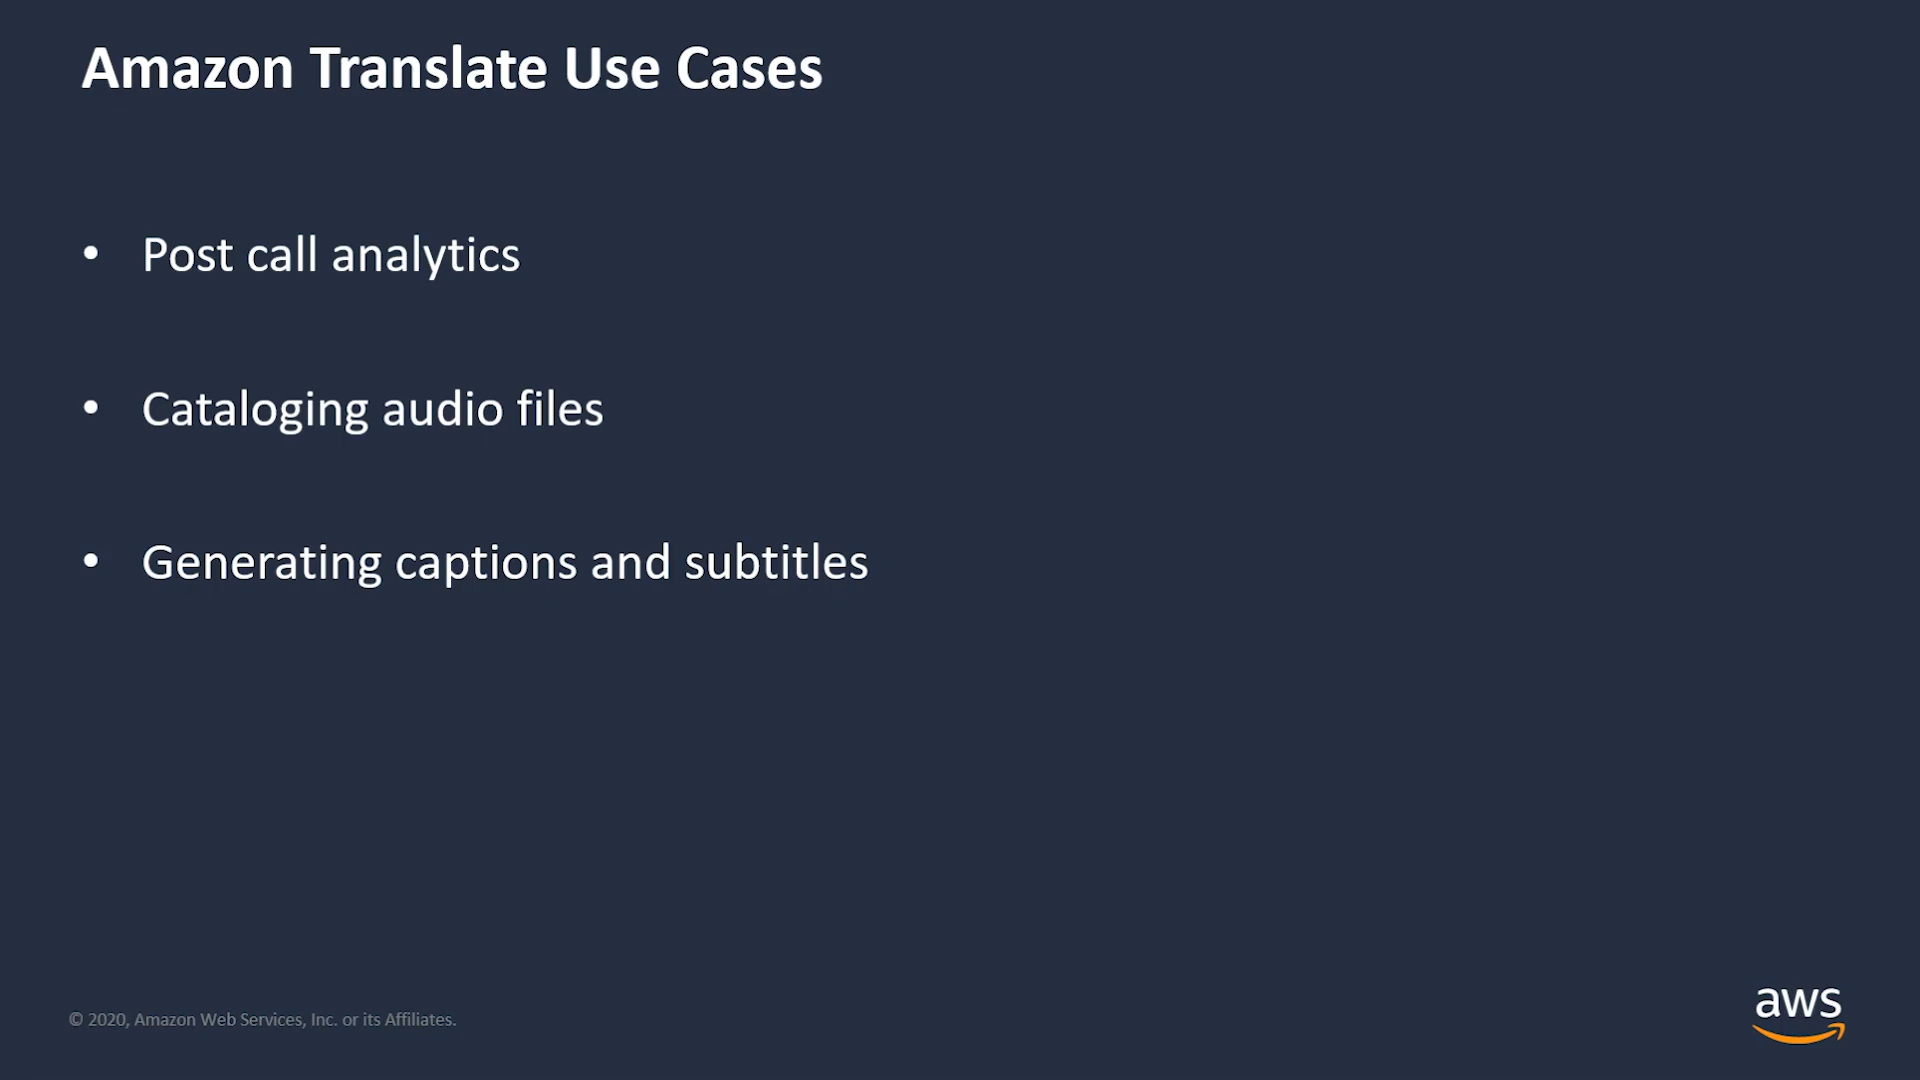 Amazon Translate Use Cases
• Post call analytics
• Cataloging audio files
• Generating captions and subtitles
© 2020, Amazon Web Services, Inc. or its Affiliates.
aws